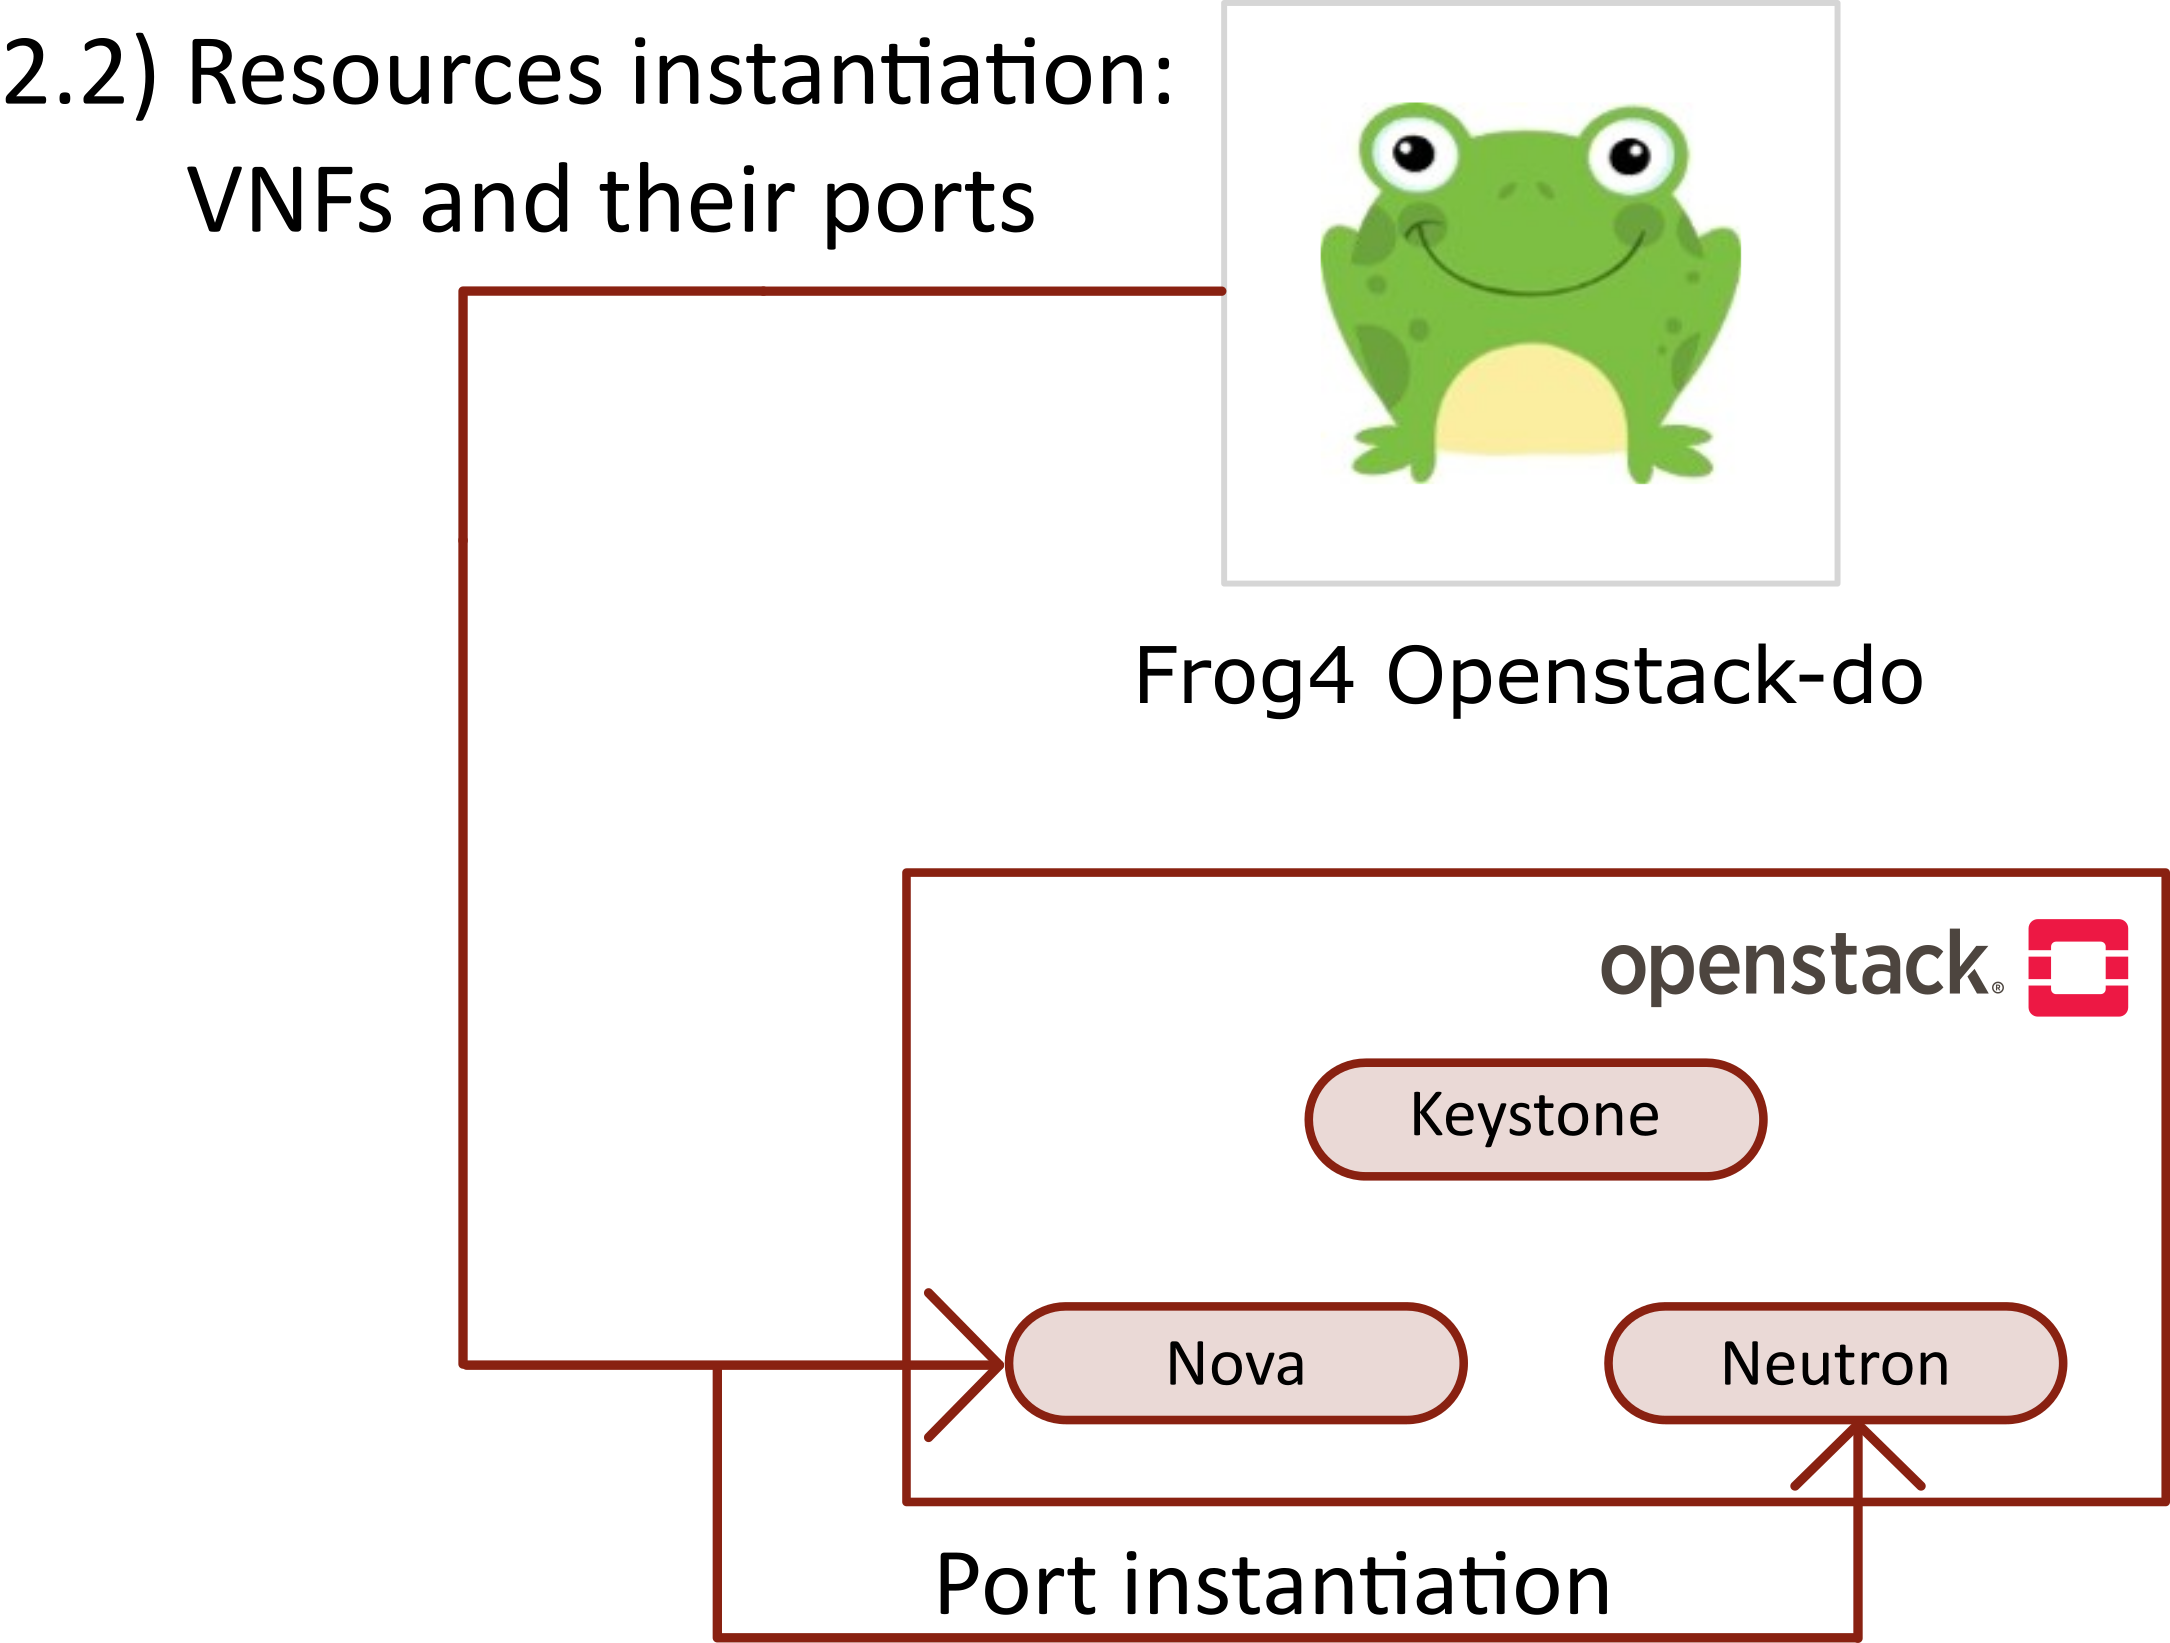 2.2) Resources instantiation:
VNFs and their ports
Frog4 Openstack-do
openstack®
Keystone
Nova
Neutron
Port instantiation